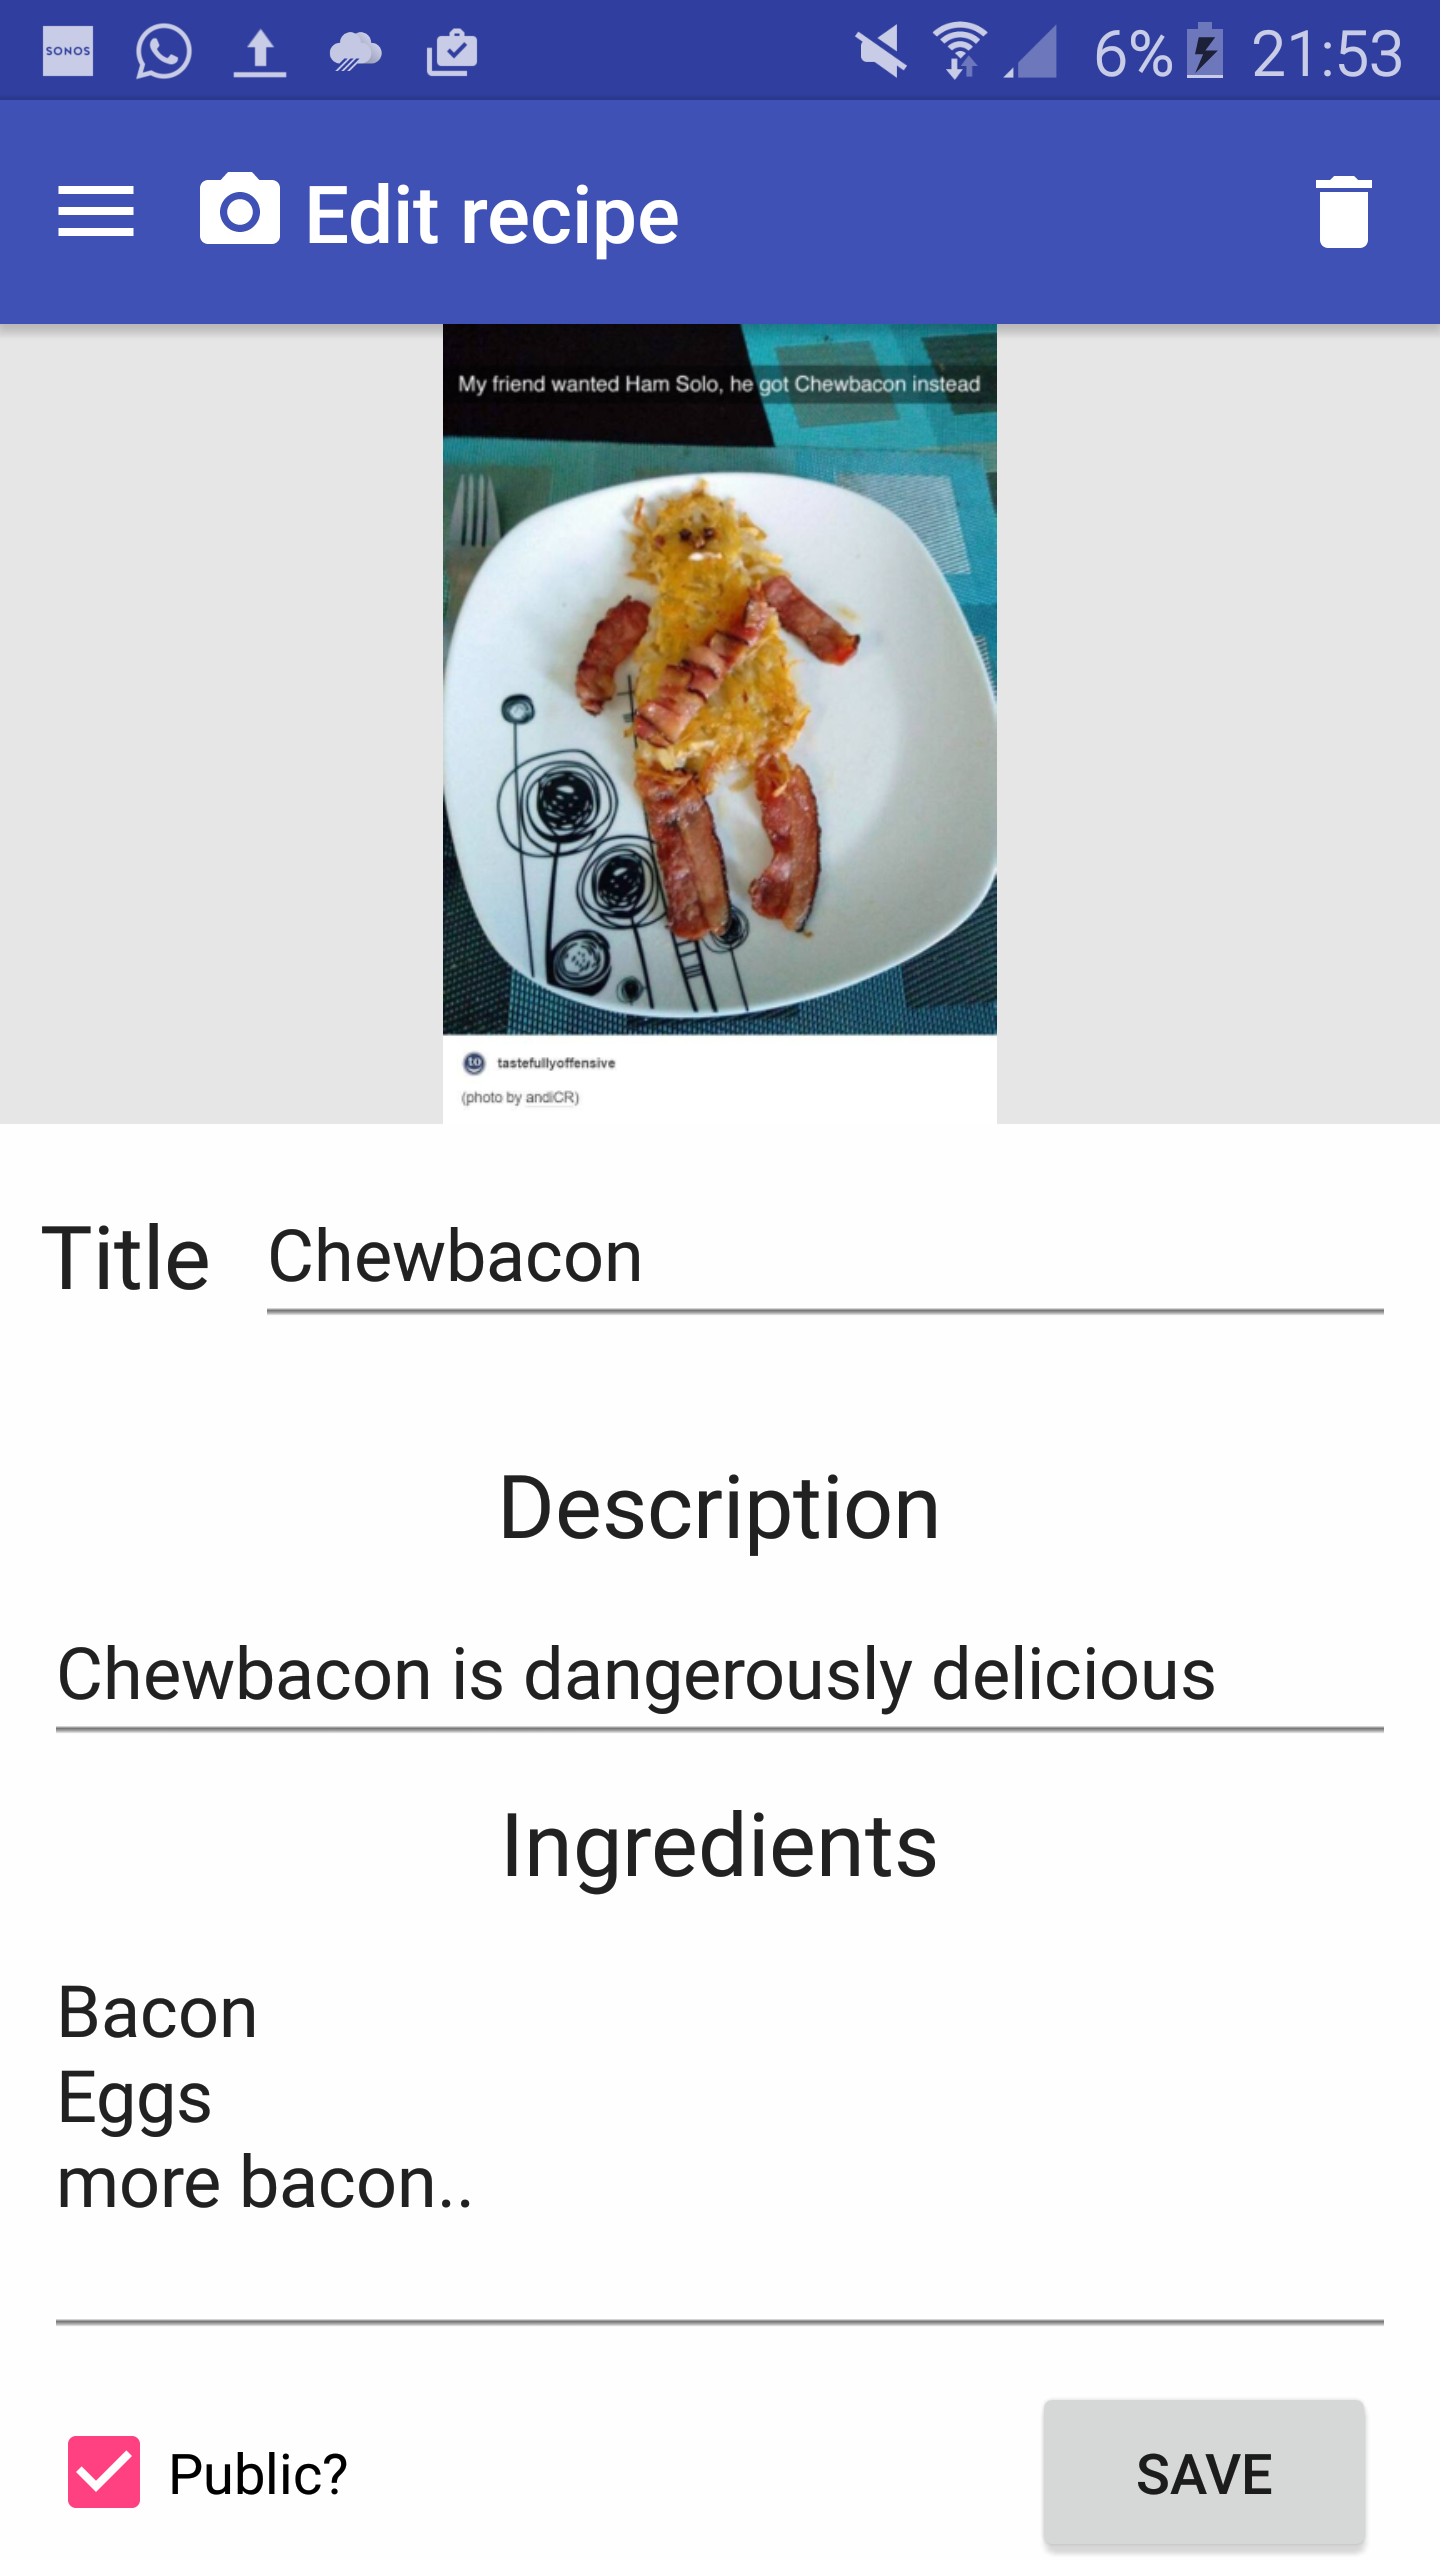 SONOS 6% 21:53
Edit recipe
My friend wanted Ham Solo, he got Chewbacon instead
to tastefullyoffensive
(photo by andiCR)
Title Chewbacon
Description
Chewbacon is dangerously delicious
Ingredients
Bacon
Eggs
more bacon..
Public? SAVE